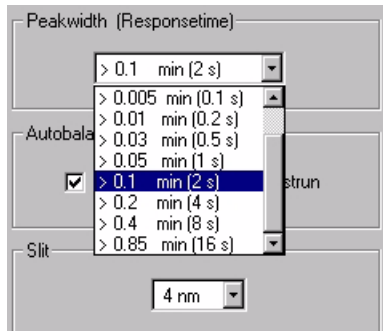 Peakwidth (Responsetime)
> 0.1 min (2 s)
> 0.005 min (0.1 s)
> 0.01 min (0.2 s)
> 0.03 min (0.5 s)
Autobala
> 0.05 min (1 s)
> 0.1 min (2 s)
strun
> 0.2 min (4 s)
> 0.4 min (8 s)
> 0.85 min (16 s)
Slit
4 nm